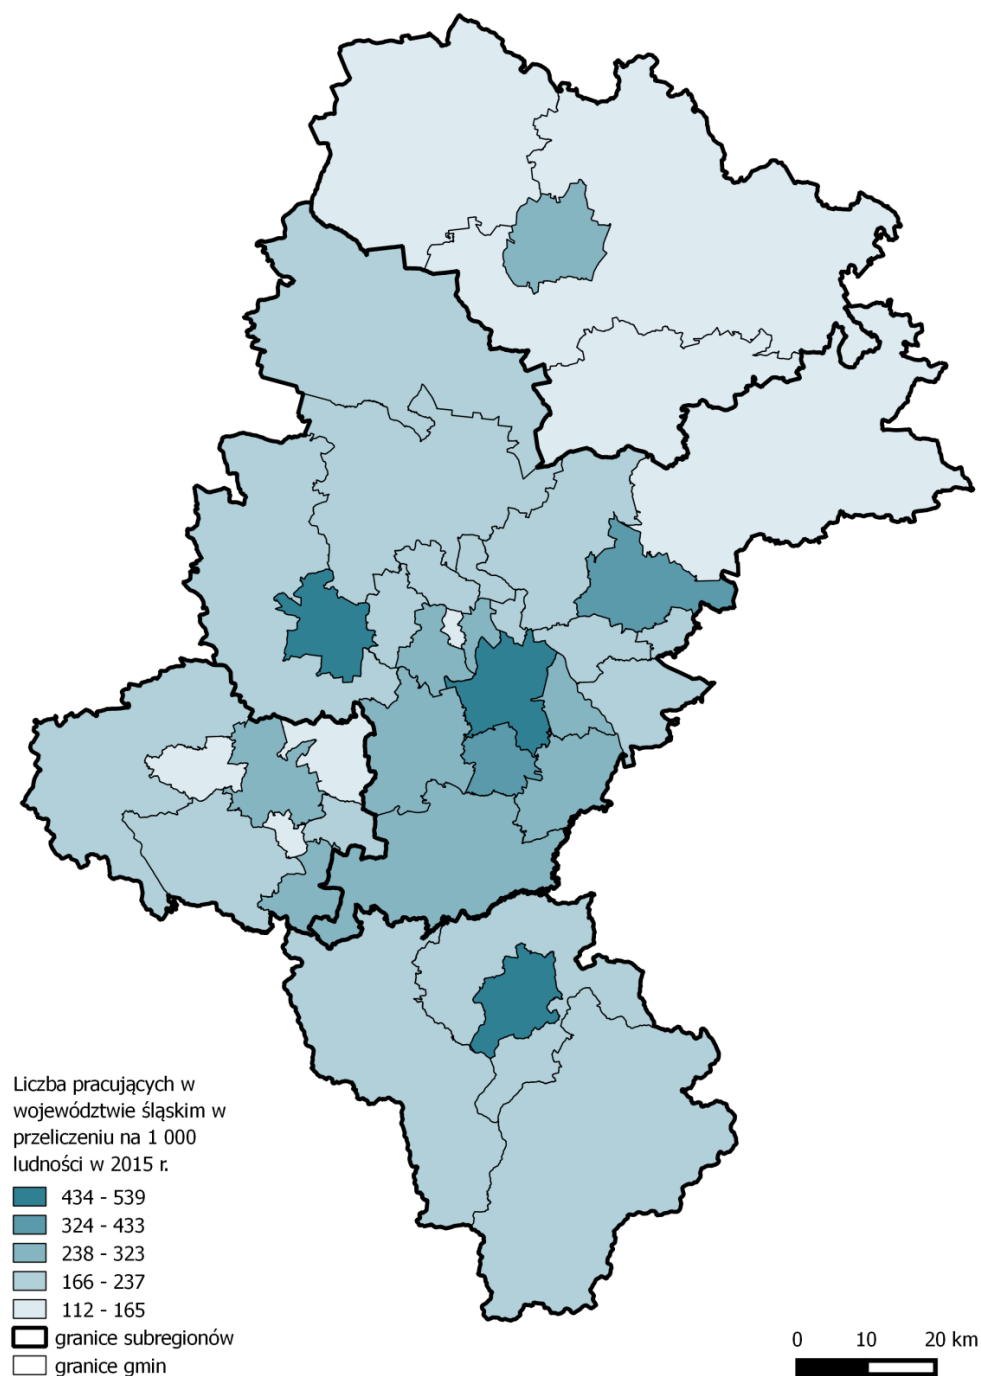 Liczba pracujących w
województwie śląskim w
przeliczeniu na 1 000
ludności w 2015 r.
434 - 539
324 - 433
238 - 323
166 - 237
112 - 165
granice subregionów
granice gmin
0 10 20 km